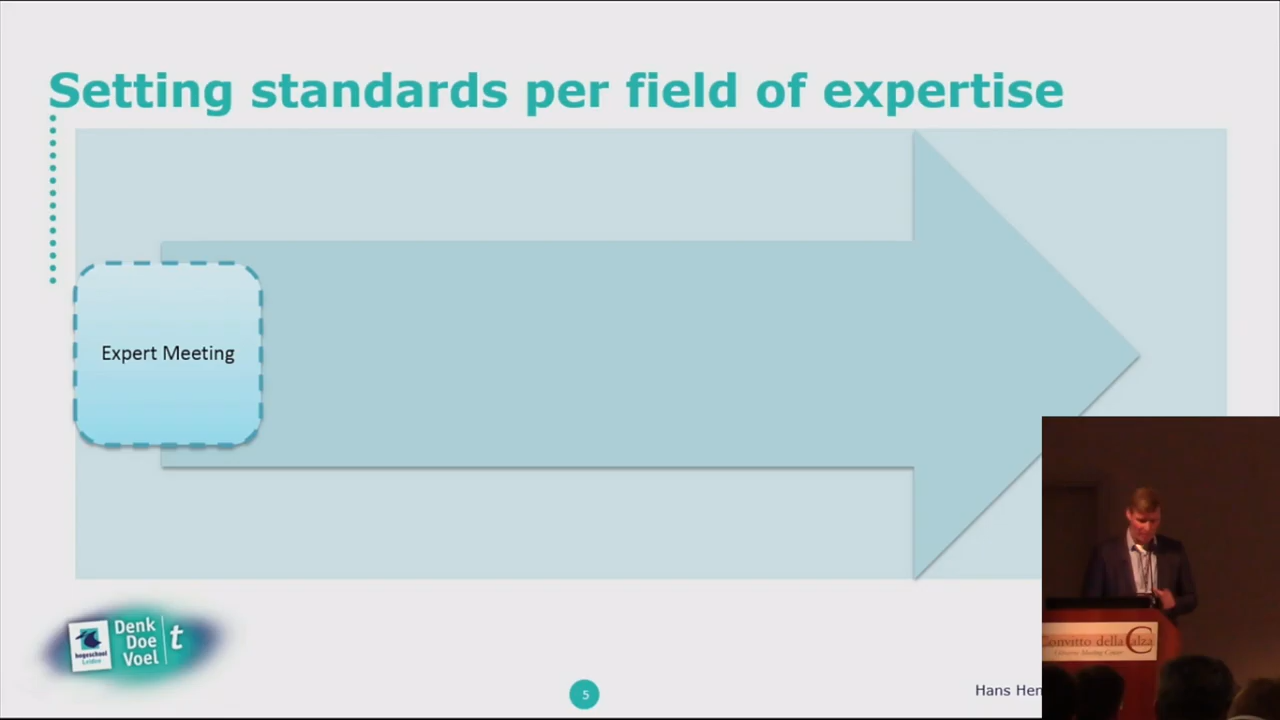 Setting standards per field of expertise
Expert Meeting
Denk
Doe
Voel
t
hogeschool
Leiden
5
Hans Hen
Convitto della Calza